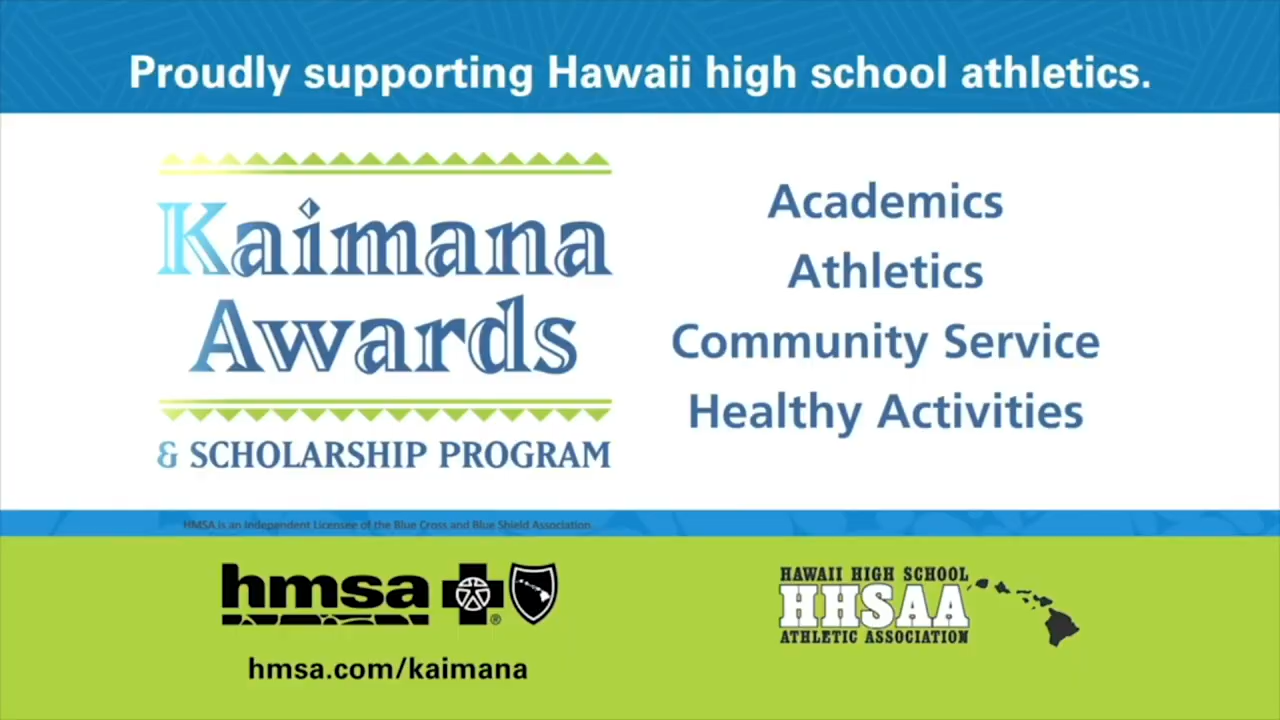 Proudly supporting Hawaii high school athletics.
Kaimana
Awards
& SCHOLARSHIP PROGRAM
Academics
Athletics
Community Service
Healthy Activities
HMSA is an Independent Licensee of the Blue Cross and Blue Shield Association.
hmsa
®
hmsa.com/kaimana
HAWAII HIGH SCHOOL
HHSAA
ATHLETIC ASSOCIATION